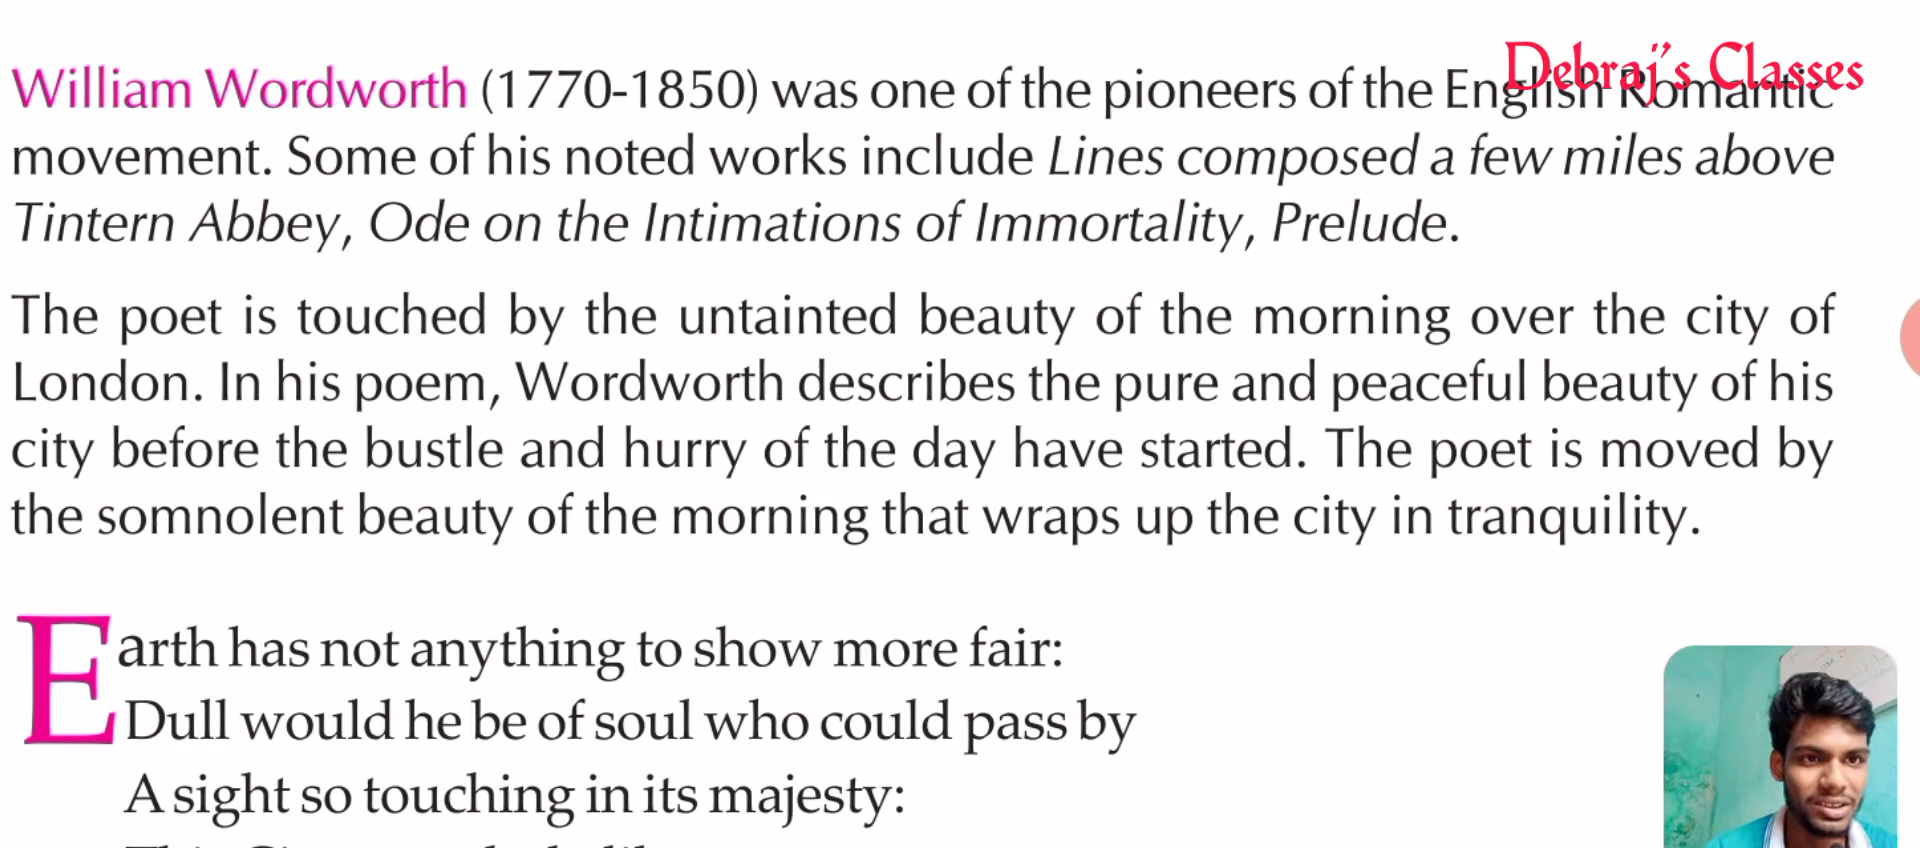 Debraj's Classes
William Wordworth (1770-1850) was one of the pioneers of the English Romantic
movement. Some of his noted works include Lines composed a few miles above
Tintern Abbey, Ode on the Intimations of Immortality, Prelude.
The poet is touched by the untainted beauty of the morning over the city of
London. In his poem, Wordworth describes the pure and peaceful beauty of his
city before the bustle and hurry of the day have started. The poet is moved by
the somnolent beauty of the morning that wraps up the city in tranquility.
Earth has not anything to show more fair:
Dull would he be of soul who could pass by
A sight so touching in its majesty: